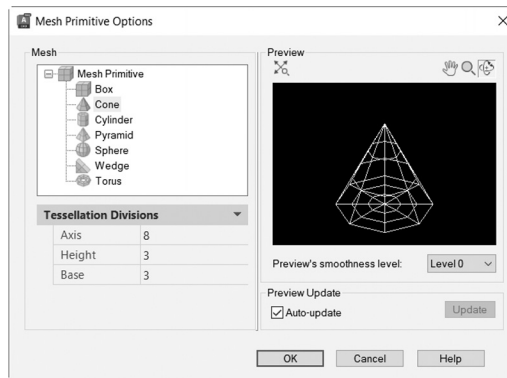 Mesh Primitive Options
Mesh
Mesh Primitive
Box
Cone
Cylinder
Pyramid
Sphere
Wedge
Torus
Tessellation Divisions
Axis 8
Height 3
Base 3
Preview
Preview's smoothness level: Level 0
Preview Update
Auto-update Update
OK Cancel Help